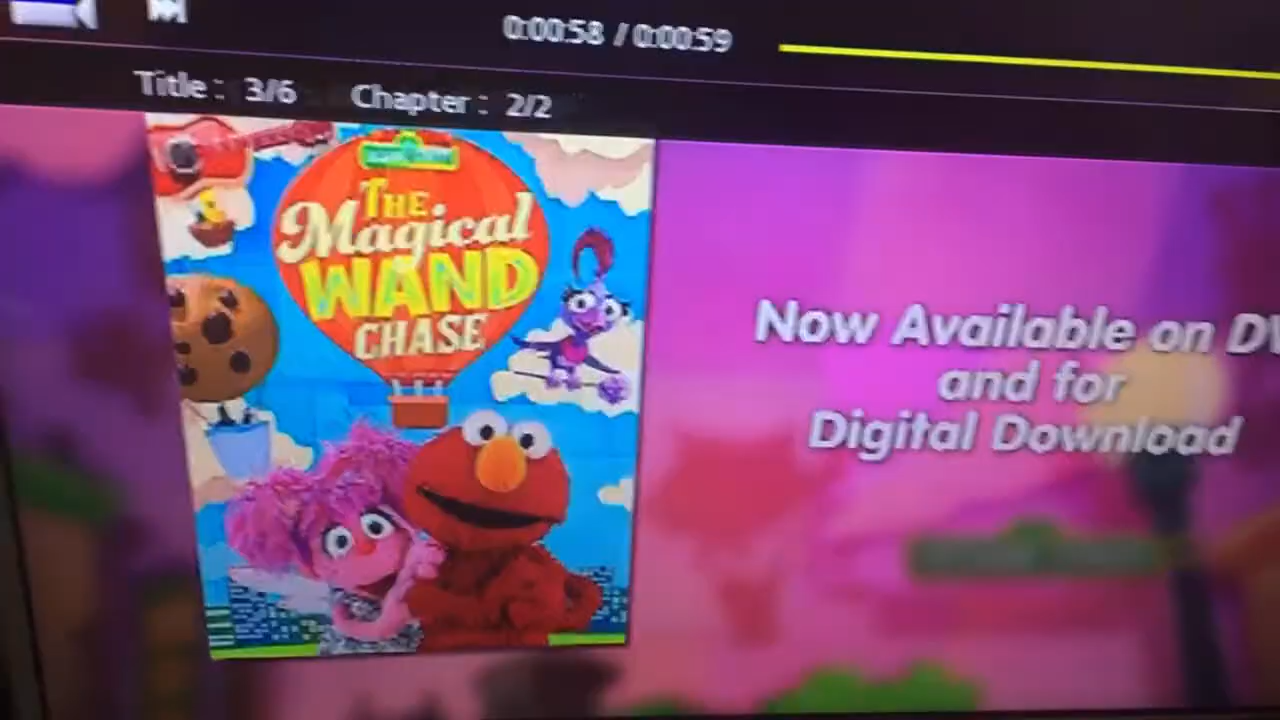 0:00:58 / 0:00:59
Title : 3/6 Chapter : 2/2
THE
Magical
WAND
CHASE
Now Available on DV
and for
Digital Download